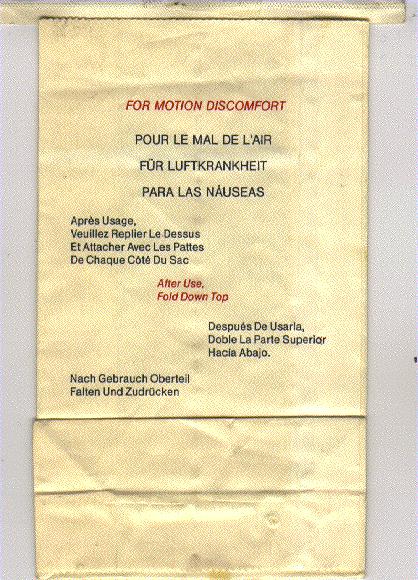 FOR MOTION DISCOMFORT
POUR LE MAL DE L'AIR
FÜR LUFTKRANKHEIT
PARA LAS NÁUSEAS
Après Usage,
Veuillez Replier Le Dessus
Et Attacher Avec Les Pattes
De Chaque Côté Du Sac
After Use,
Fold Down Top
Después De Usarla,
Doble La Parte Superior
Hacía Abajo.
Nach Gebrauch Oberteil
Falten Und Zudrücken